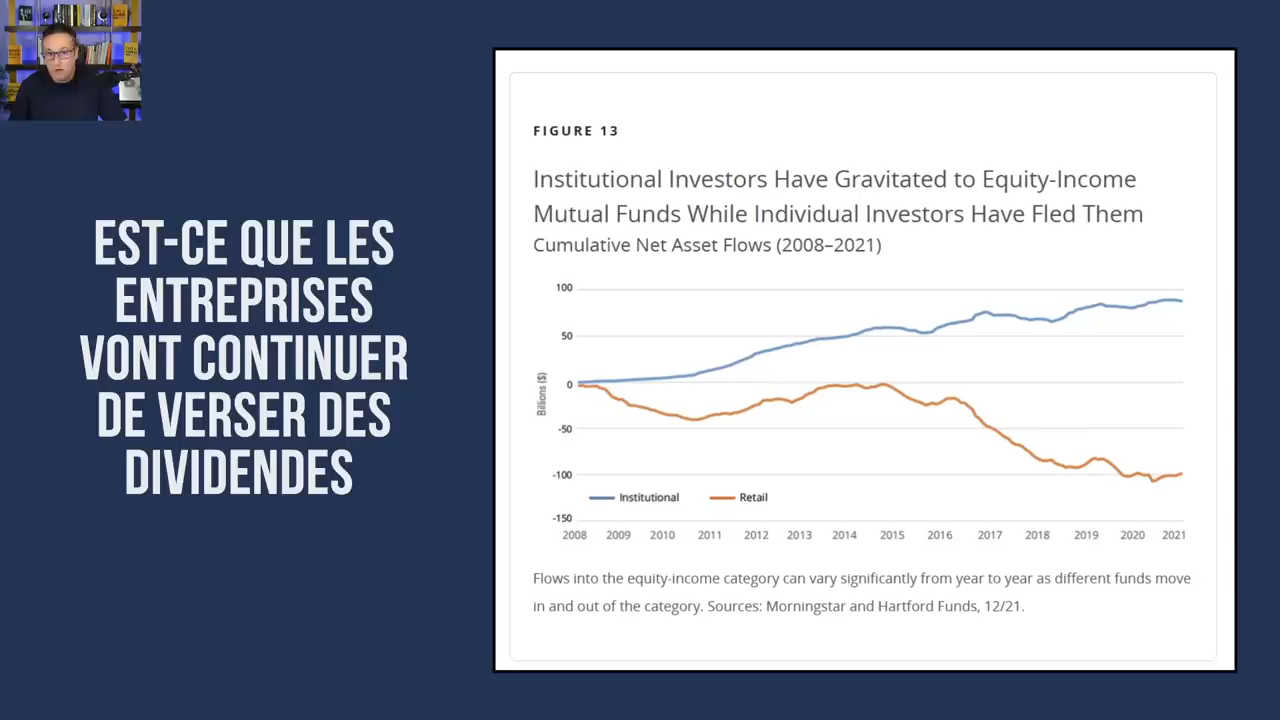 EST-CE QUE LES
ENTREPRISES
VONT CONTINUER
DE VERSER DES
DIVIDENDES
FIGURE 13
Institutional Investors Have Gravitated to Equity-Income
Mutual Funds While Individual Investors Have Fled Them
Cumulative Net Asset Flows (2008–2021)
Billions ($)
100
50
0
-50
-100
-150
Institutional
Retail
2008 2009 2010 2011 2012 2013 2014 2015 2016 2017 2018 2019 2020 2021
Flows into the equity-income category can vary significantly from year to year as different funds move
in and out of the category. Sources: Morningstar and Hartford Funds, 12/21.